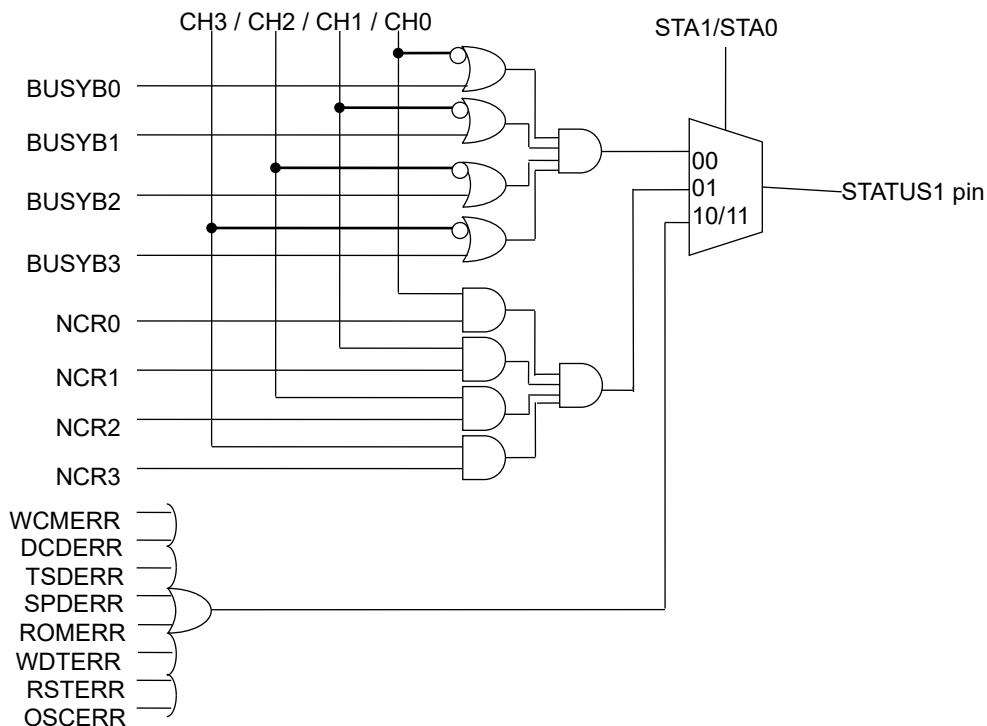 CH3 / CH2 / CH1 / CH0
STA1/STA0
BUSYB0
BUSYB1
BUSYB2
BUSYB3
00
01
10/11
STATUS1 pin
NCR0
NCR1
NCR2
NCR3
WCMERR
DCDERR
TSDERR
SPDERR
ROMERR
WDTERR
RSTERR
OSCERR